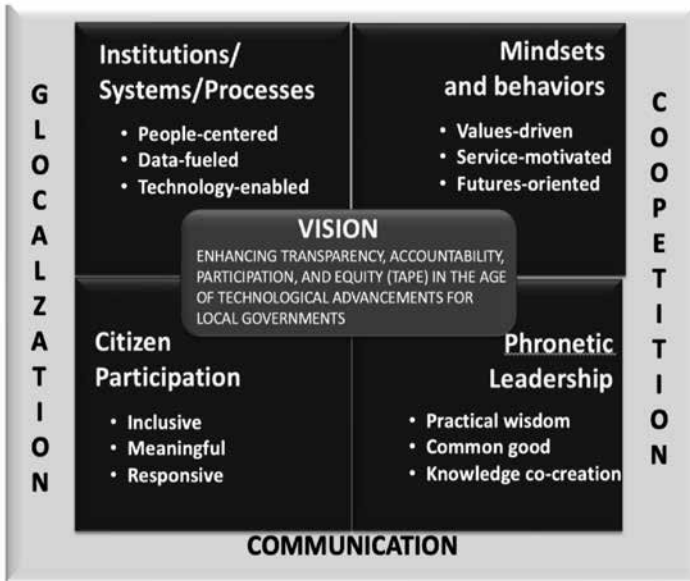 GLOCALZATION
Institutions/
Systems/Processes
• People-centered
• Data-fueled
• Technology-enabled
Mindsets
and behaviors
• Values-driven
• Service-motivated
• Futures-oriented
COOPETITION
VISION
ENHANCING TRANSPARENCY, ACCOUNTABILITY,
PARTICIPATION, AND EQUITY (TAPE) IN THE AGE
OF TECHNOLOGICAL ADVANCEMENTS FOR
LOCAL GOVERNMENTS
Citizen
Participation
• Inclusive
• Meaningful
• Responsive
Phronetic
Leadership
• Practical wisdom
• Common good
• Knowledge co-creation
COMMUNICATION